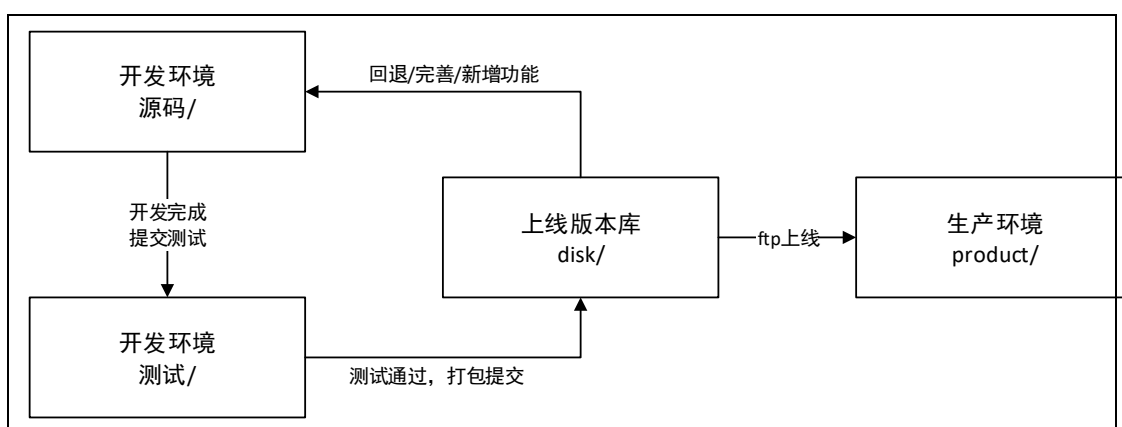 开发环境
源码/
回退/完善/新增功能
开发完成
提交测试
上线版本库
disk/
ftp上线
生产环境
product/
开发环境
测试/
测试通过，打包提交